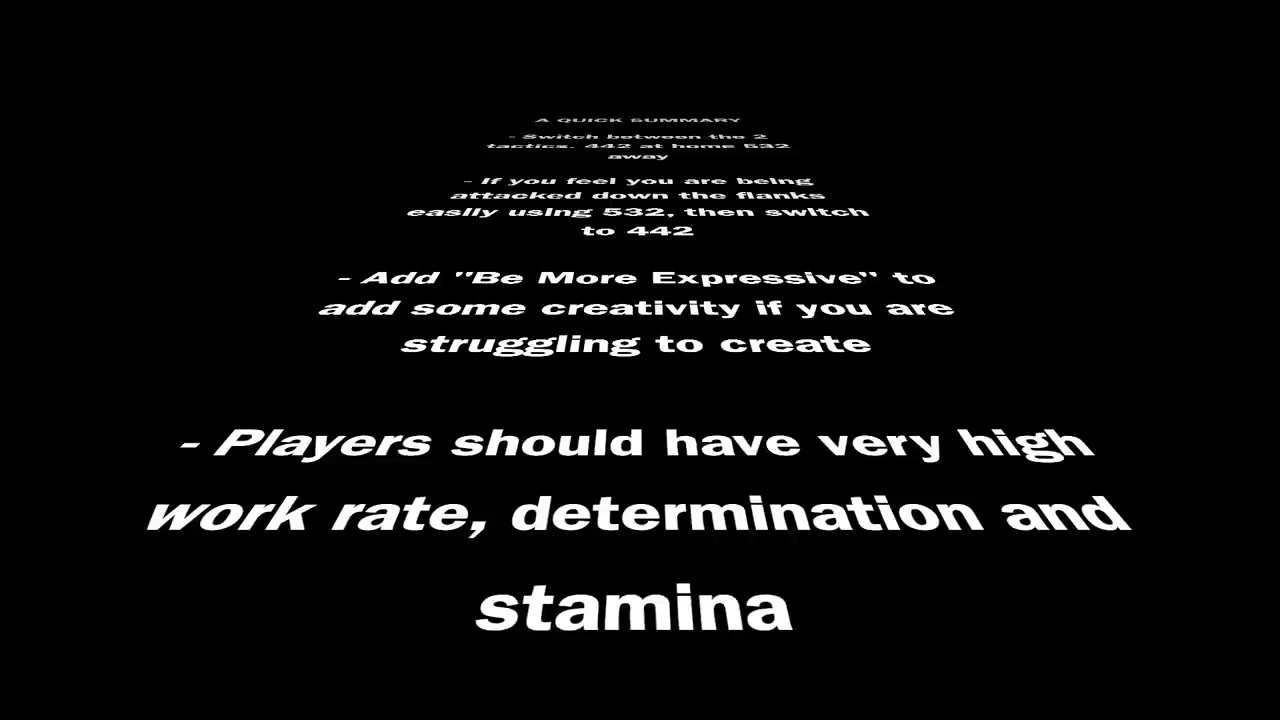 A QUICK SUMMARY
- Switch between the 2
tactics. 442 at home 532
away
- If you feel you are being
attacked down the flanks
easily using 532, then switch
to 442
- Add "Be More Expressive" to
add some creativity if you are
struggling to create
- Players should have very high
work rate, determination and
stamina